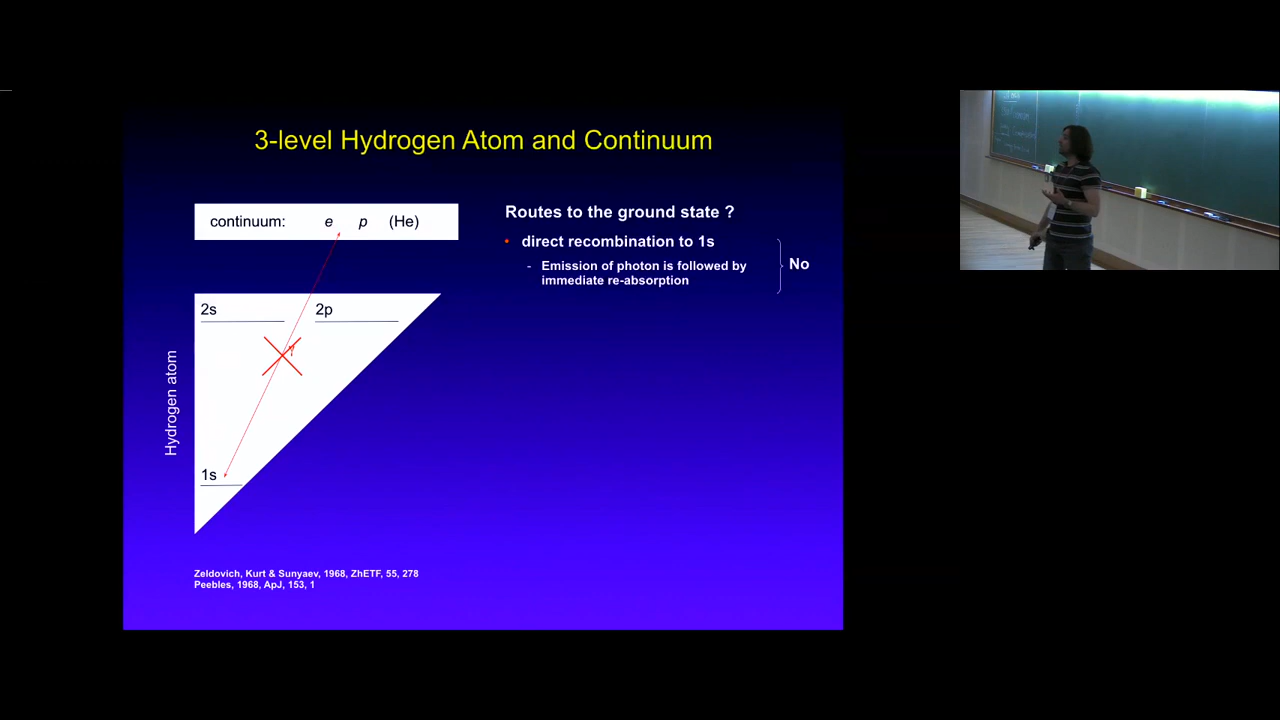 3-level Hydrogen Atom and Continuum
continuum: e p (He)
2s 2p
1s
Hydrogen atom
Routes to the ground state ?
• direct recombination to 1s
- Emission of photon is followed by
immediate re-absorption
No
γ
Zeldovich, Kurt & Sunyaev, 1968, ZhETF, 55, 278
Peebles, 1968, ApJ, 153, 1